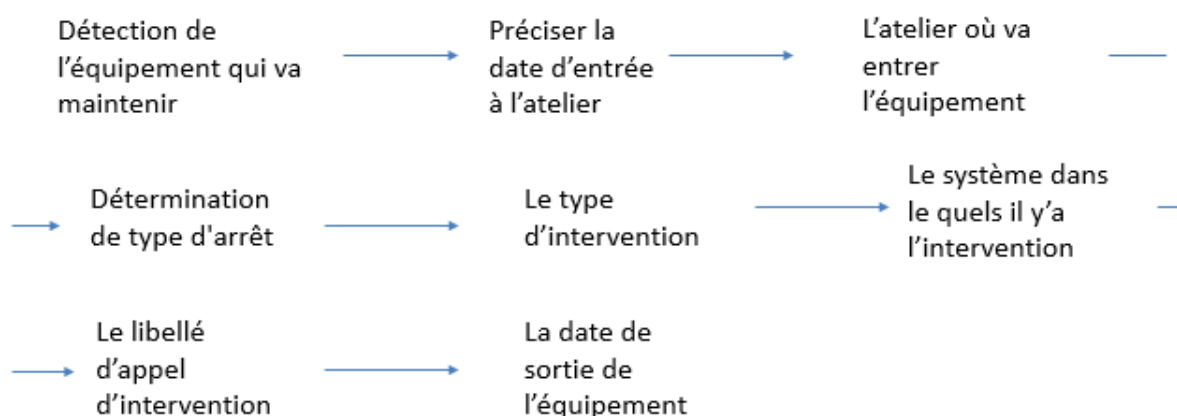 Détection de
l’équipement qui va
maintenir
Préciser la
date d’entrée
à l’atelier
L’atelier où va
entrer
l’équipement
Détermination
de type d'arrêt
Le type
d’intervention
Le système dans
le quels il y’a
l’intervention
Le libellé
d’appel
d’intervention
La date de
sortie de
l’équipement